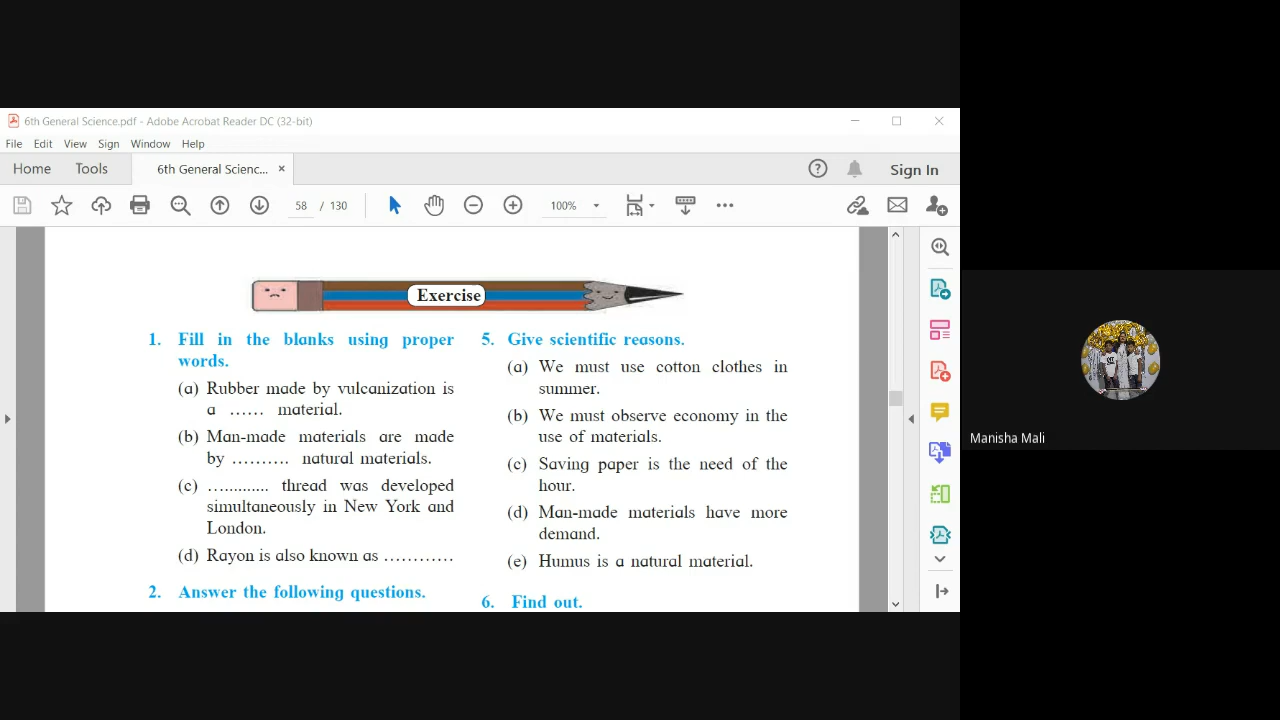 6th General Science.pdf - Adobe Acrobat Reader DC (32-bit)
File Edit View Sign Window Help
Home Tools 6th General Scienc... × Sign In
58 / 130 100%
Exercise
1. Fill in the blanks using proper
words.
(a) Rubber made by vulcanization is
a ...... material.
(b) Man-made materials are made
by .......... natural materials.
(c) .............. thread was developed
simultaneously in New York and
London.
(d) Rayon is also known as ............
2. Answer the following questions.
5. Give scientific reasons.
(a) We must use cotton clothes in
summer.
(b) We must observe economy in the
use of materials.
(c) Saving paper is the need of the
hour.
(d) Man-made materials have more
demand.
(e) Humus is a natural material.
6. Find out.
Manisha Mali